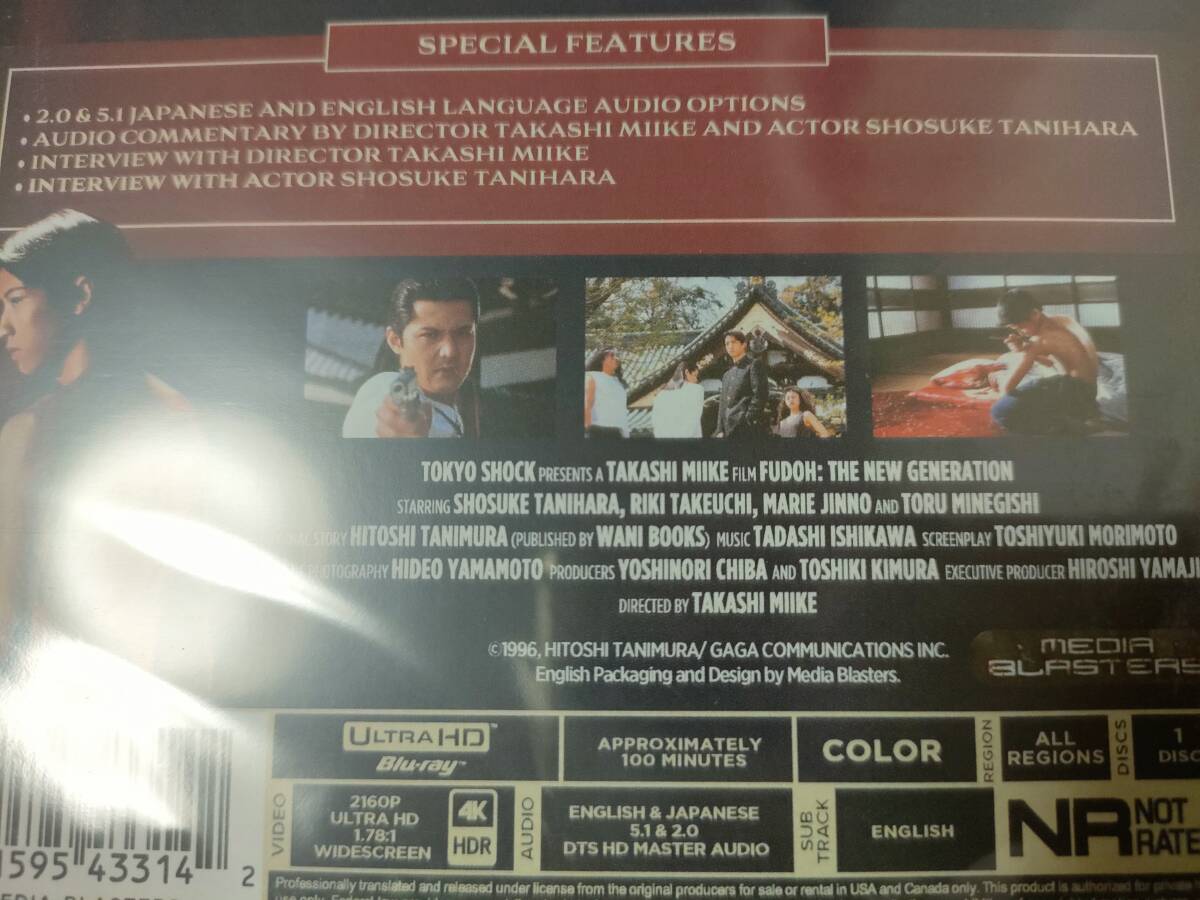 SPECIAL FEATURES
• 2.0 & 5.1 JAPANESE AND ENGLISH LANGUAGE AUDIO OPTIONS
• AUDIO COMMENTARY BY DIRECTOR TAKASHI MIIKE AND ACTOR SHOSUKE TANIHARA
• INTERVIEW WITH DIRECTOR TAKASHI MIIKE
• INTERVIEW WITH ACTOR SHOSUKE TANIHARA
TOKYO SHOCK PRESENTS A TAKASHI MIIKE FILM FUDOH: THE NEW GENERATION
STARRING SHOSUKE TANIHARA, RIKI TAKEUCHI, MARIE JINNO AND TORU MINEGISHI
STORY HITOSHI TANIMURA (PUBLISHED BY WANI BOOKS) MUSIC TADASHI ISHIKAWA SCREENPLAY TOSHIYUKI MORIMOTO
PHOTOGRAPHY HIDEO YAMAMOTO PRODUCERS YOSHINORI CHIBA AND TOSHIKI KIMURA EXECUTIVE PRODUCER HIROSHI YAMAJI
DIRECTED BY TAKASHI MIIKE
©1996, HITOSHI TANIMURA/ GAGA COMMUNICATIONS INC.
English Packaging and Design by Media Blasters.
MEDIA
BLASTERS
ULTRA HD™
Blu-ray™
APPROXIMATELY
100 MINUTES
COLOR
REGION
ALL
REGIONS
DISCS
1
DISC
VIDEO
2160P
ULTRA HD
1.78:1
WIDESCREEN
4K
HDR
AUDIO
ENGLISH & JAPANESE
5.1 & 2.0
DTS HD MASTER AUDIO
SUB
TRACK
ENGLISH
NR
NOT
RATE
1595 43314 2
Professionally translated and released under license from the original producers for sale or rental in USA and Canada only. This product is authorized for private